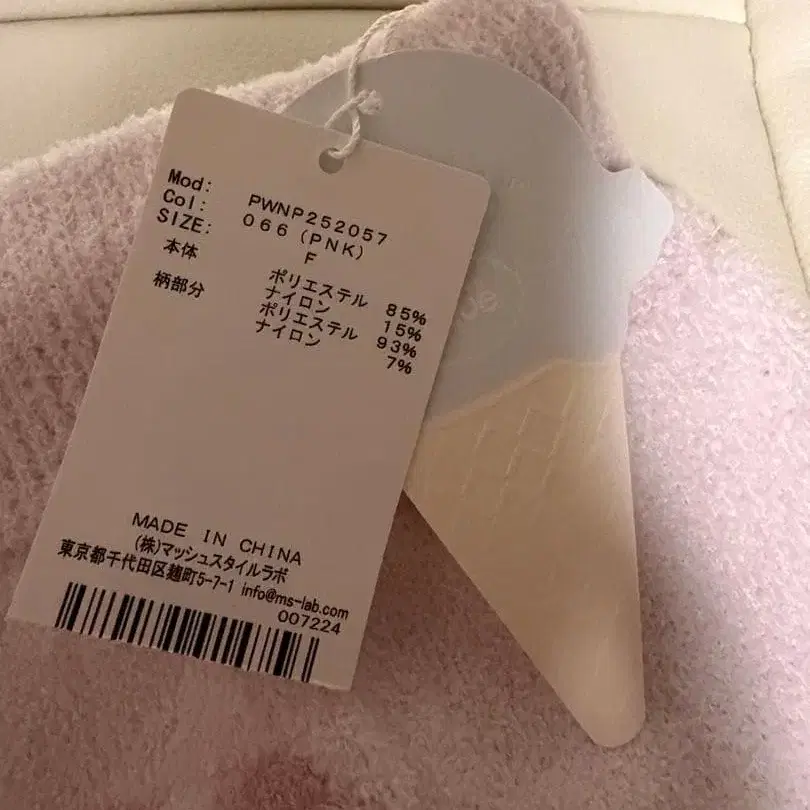 Mod: PWNP252057
Col: 066 (PNK)
SIZE: F
本体 ポリエステル 85%
ナイロン 15%
柄部分 ポリエステル 93%
ナイロン 7%
MADE IN CHINA
(株)マッシュスタイルラボ
東京都千代田区麹町5-7-1 info@ms-lab.com
007224